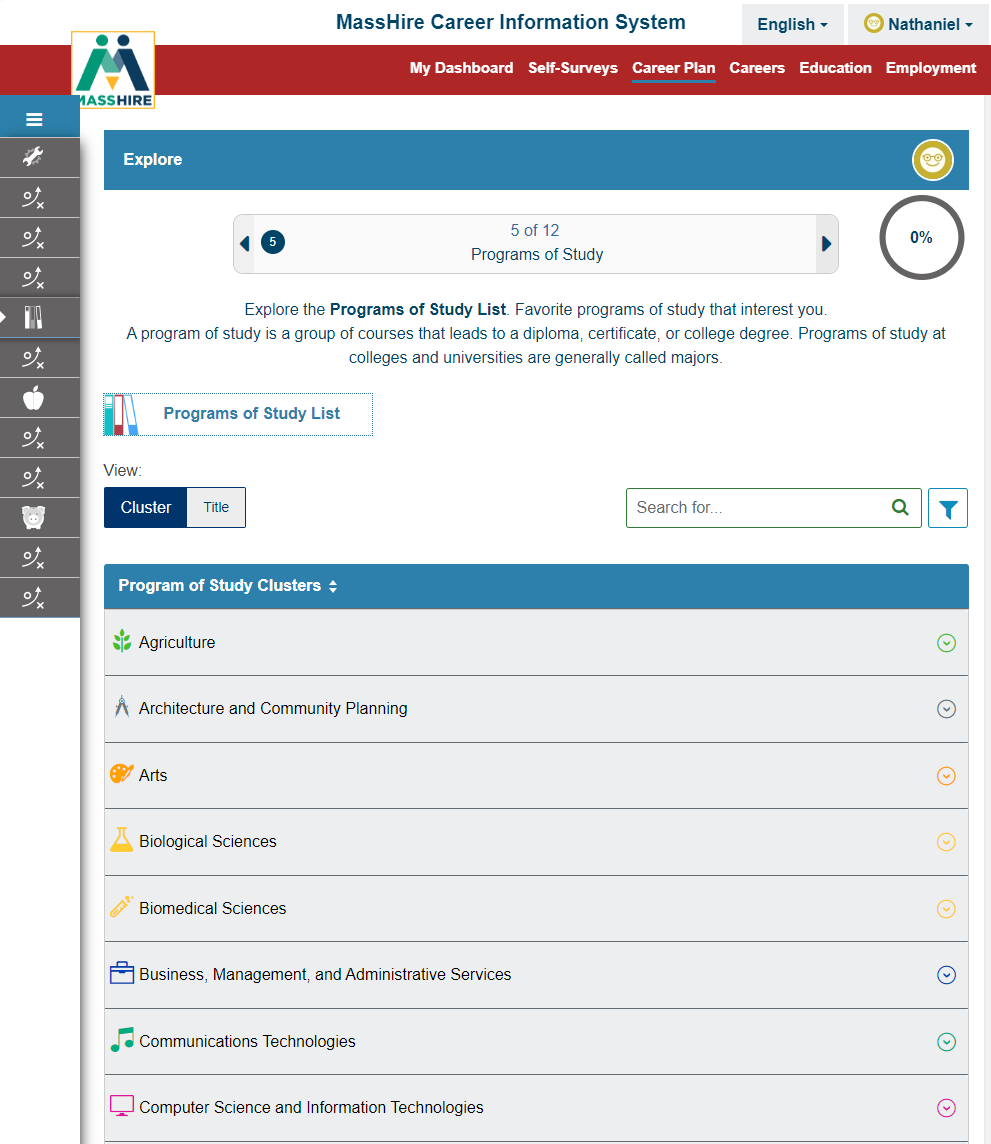 MassHire Career Information System
English
Nathaniel
MASSHIRE
My Dashboard Self-Surveys Career Plan Careers Education Employment
Explore
5
5 of 12
Programs of Study
0%
Explore the Programs of Study List. Favorite programs of study that interest you.
A program of study is a group of courses that leads to a diploma, certificate, or college degree. Programs of study at
colleges and universities are generally called majors.
Programs of Study List
View:
Cluster Title
Search for...
Program of Study Clusters
Agriculture
Architecture and Community Planning
Arts
Biological Sciences
Biomedical Sciences
Business, Management, and Administrative Services
Communications Technologies
Computer Science and Information Technologies